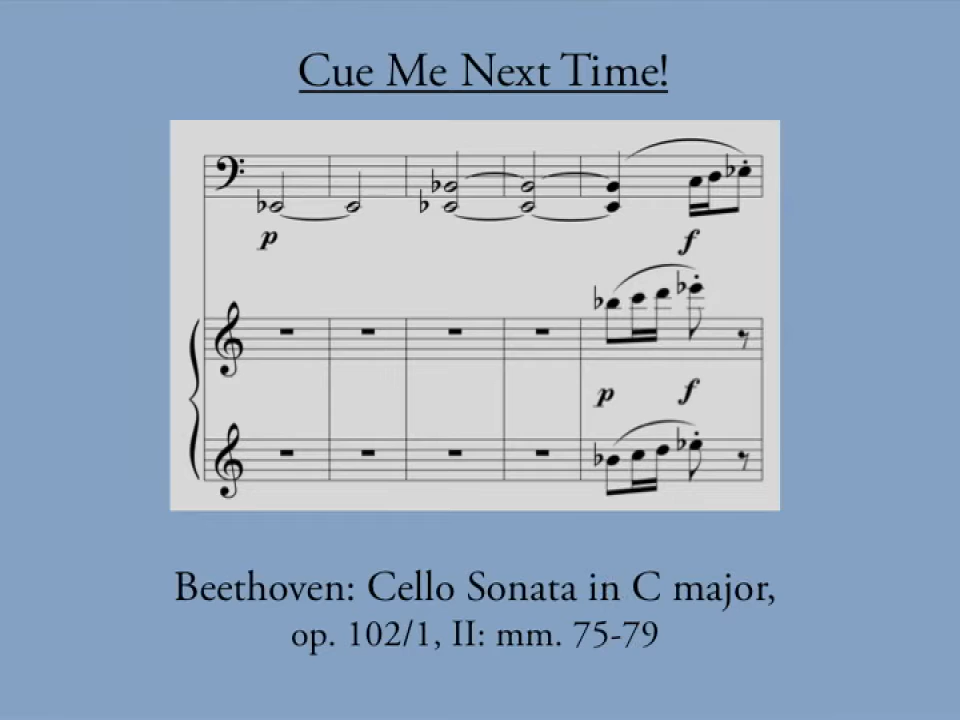 Cue Me Next Time!
p
f
p f
Beethoven: Cello Sonata in C major,
op. 102/1, II: mm. 75-79